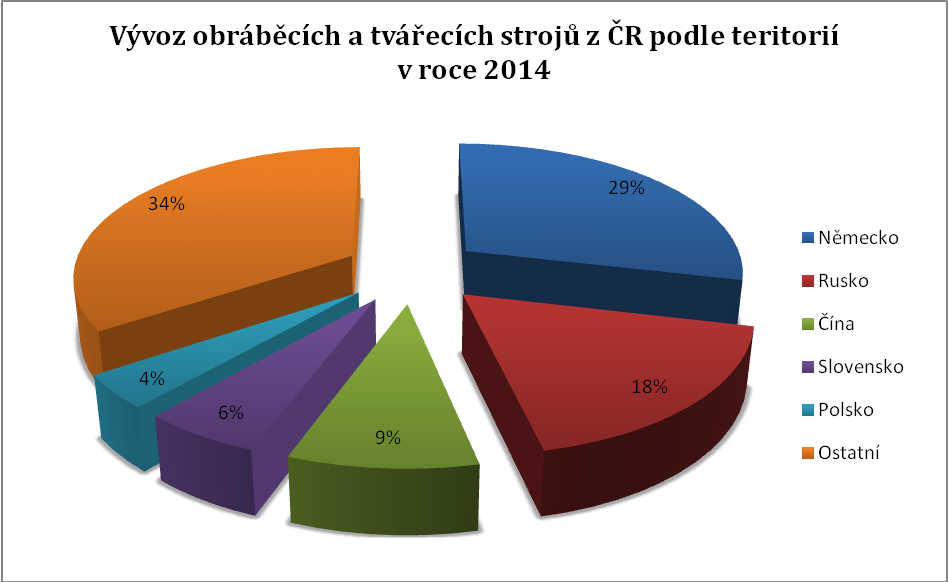 Vývoz obráběcích a tvářecích strojů z ČR podle teritorií
v roce 2014
29%
18%
9%
6%
4%
34%
Německo
Rusko
Čína
Slovensko
Polsko
Ostatní